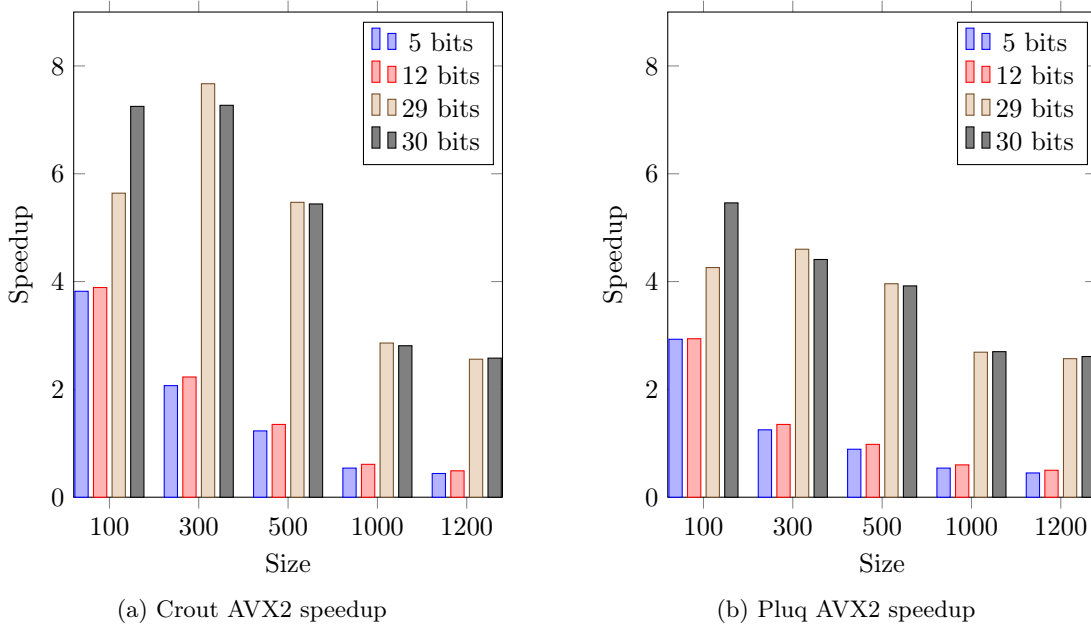 8
6
4
2
0
Speedup
100 300 500 1000 1200
Size
5 bits
12 bits
29 bits
30 bits
(a) Crout AVX2 speedup
8
6
4
2
0
Speedup
100 300 500 1000 1200
Size
5 bits
12 bits
29 bits
30 bits
(b) Pluq AVX2 speedup